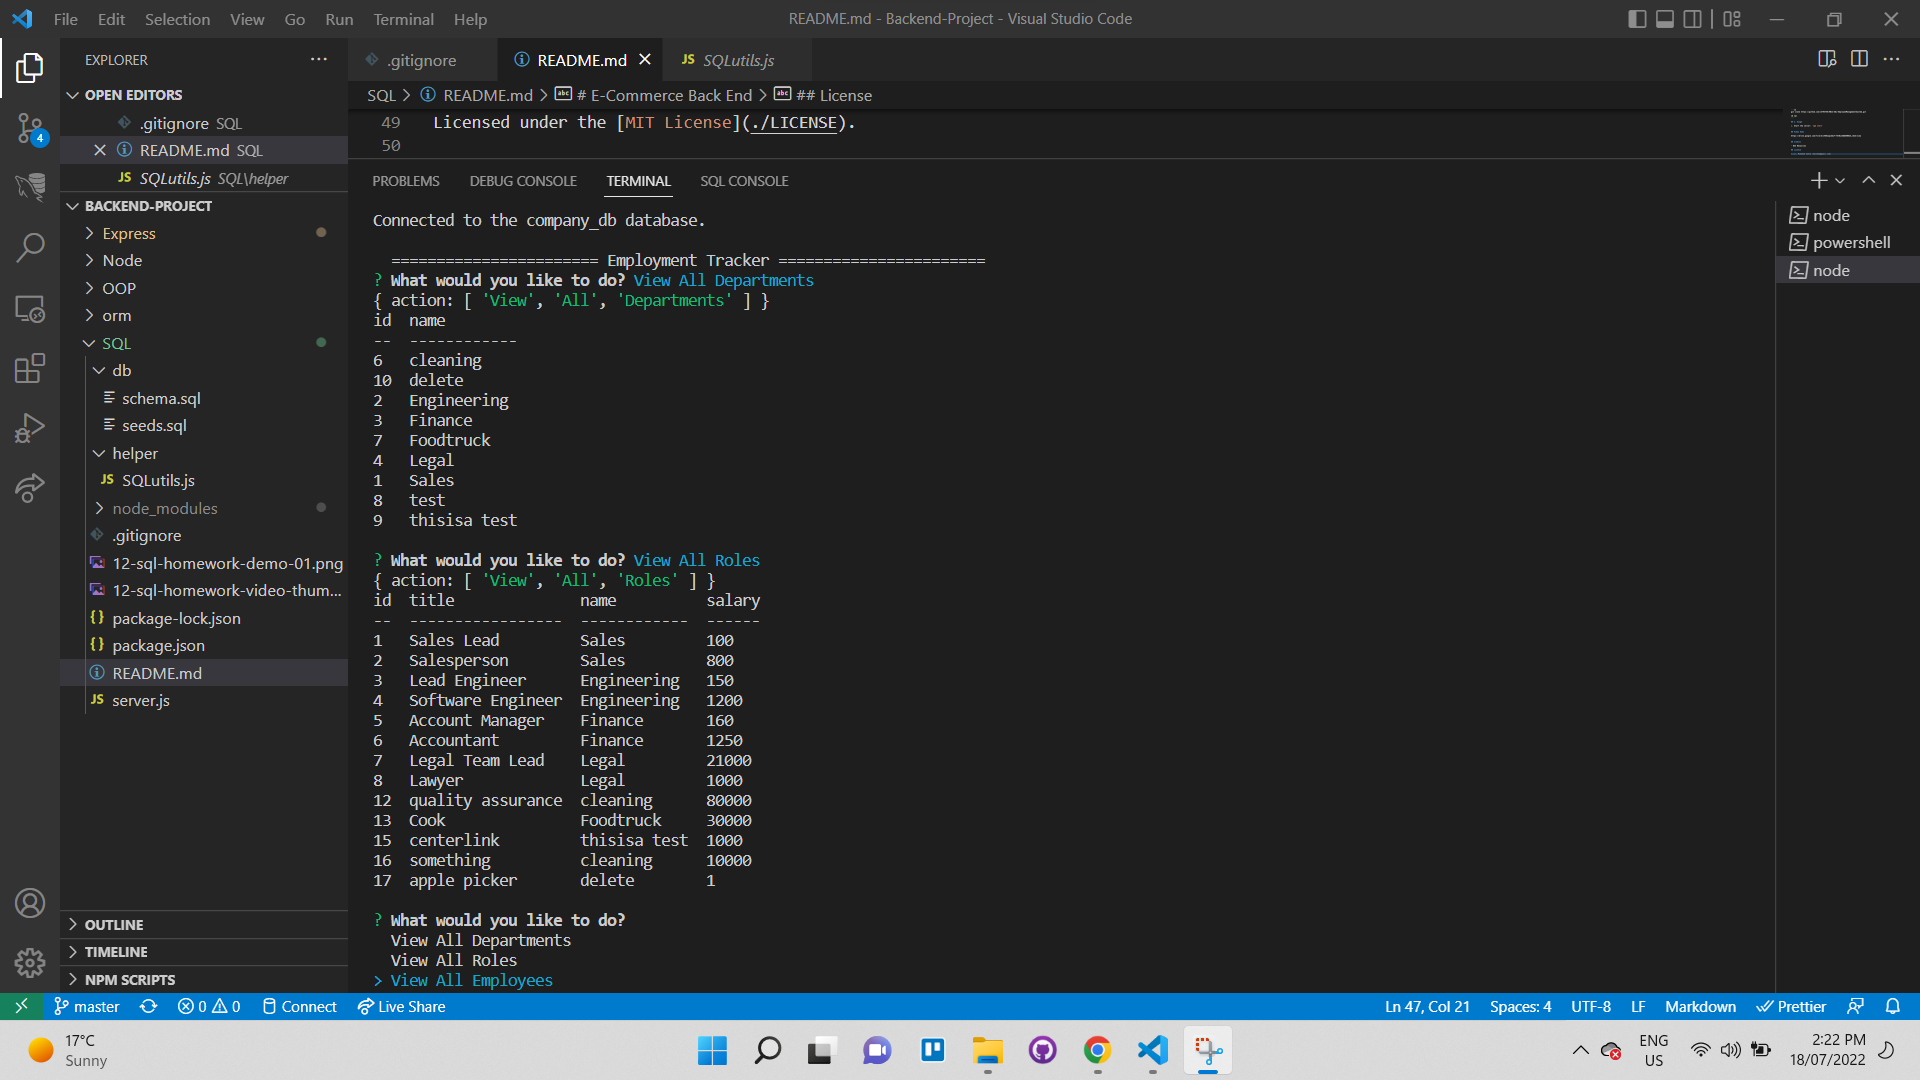 File Edit Selection View Go Run Terminal Help
README.md - Backend-Project - Visual Studio Code
EXPLORER
.gitignore
README.md
JS SQLutils.js
OPEN EDITORS
.gitignore SQL
README.md SQL
JS SQLutils.js SQL\helper
BACKEND-PROJECT
Express
Node
OOP
orm
SQL
db
schema.sql
seeds.sql
helper
JS SQLutils.js
node_modules
.gitignore
12-sql-homework-demo-01.png
12-sql-homework-video-thum...
{} package-lock.json
{} package.json
README.md
JS server.js
OUTLINE
TIMELINE
NPM SCRIPTS
4
SQL > README.md > # E-Commerce Back End > ## License
49 Licensed under the [MIT License](./LICENSE).
50
PROBLEMS DEBUG CONSOLE TERMINAL SQL CONSOLE
Connected to the company_db database.
======================= Employment Tracker =======================
? What would you like to do? View All Departments
{ action: [ 'View', 'All', 'Departments' ] }
id name
-- ------------
6 cleaning
10 delete
2 Engineering
3 Finance
7 Foodtruck
4 Legal
1 Sales
8 test
9 thisisa test
? What would you like to do? View All Roles
{ action: [ 'View', 'All', 'Roles' ] }
id title name salary
-- ----------------- ------------ ------
1 Sales Lead Sales 100
2 Salesperson Sales 800
3 Lead Engineer Engineering 150
4 Software Engineer Engineering 1200
5 Account Manager Finance 160
6 Accountant Finance 1250
7 Legal Team Lead Legal 21000
8 Lawyer Legal 1000
12 quality assurance cleaning 80000
13 Cook Foodtruck 30000
15 centerlink thisisa test 1000
16 something cleaning 10000
17 apple picker delete 1
? What would you like to do?
View All Departments
View All Roles
> View All Employees
node
powershell
node
master 0 0 Connect Live Share
Ln 47, Col 21 Spaces: 4 UTF-8 LF Markdown Prettier
17°C
Sunny
ENG
US
2:22 PM
18/07/2022